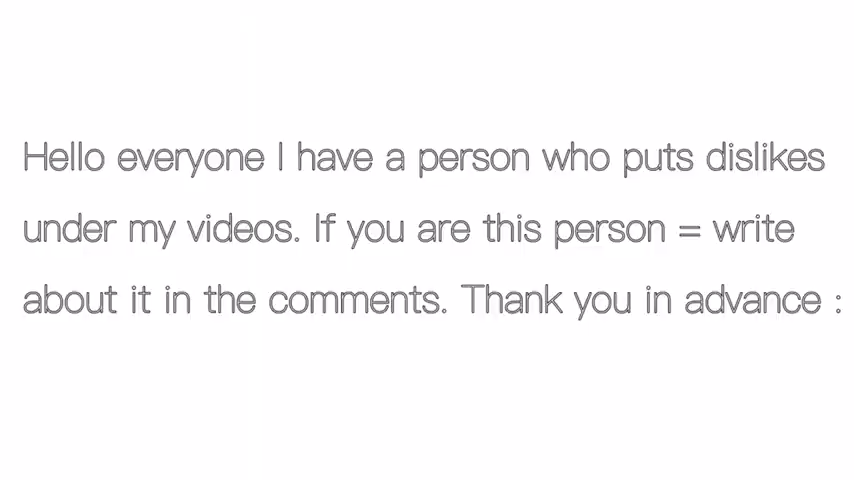 Hello everyone I have a person who puts dislikes
under my videos. If you are this person = write
about it in the comments. Thank you in advance :